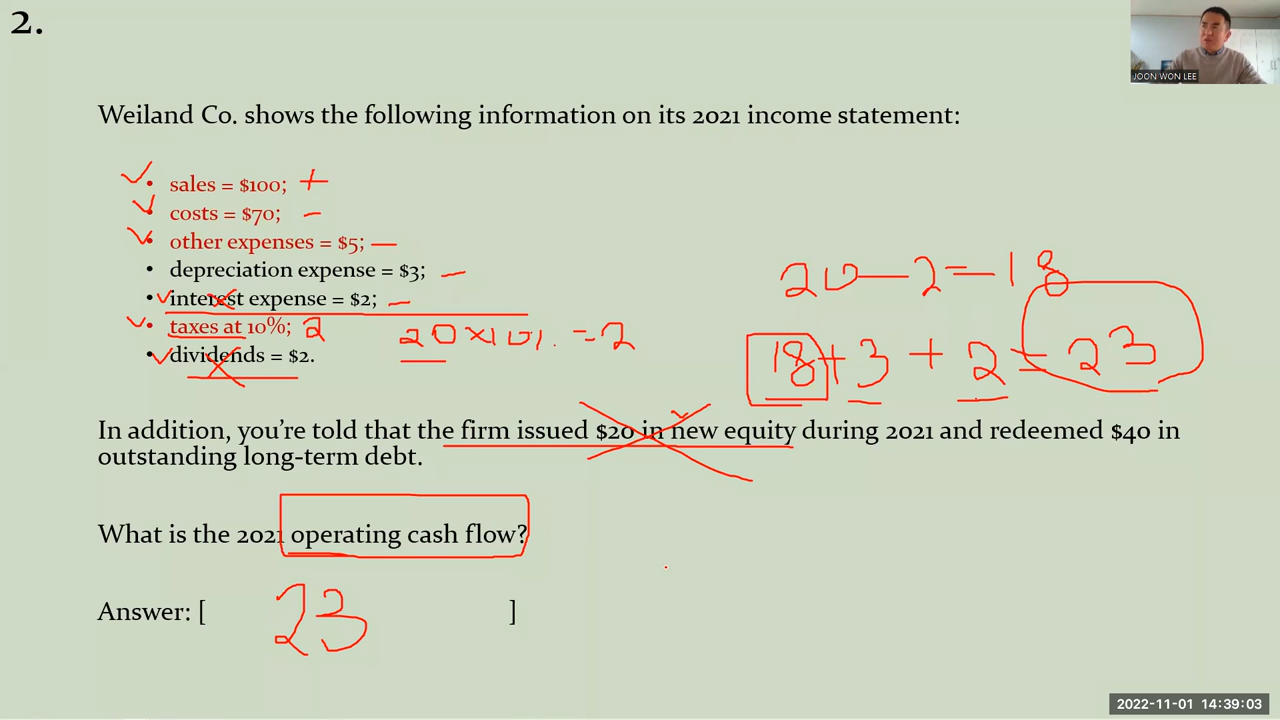 2.
JOON WON LEE
Weiland Co. shows the following information on its 2021 income statement:
• sales = $100; +
• costs = $70; −
• other expenses = $5; −
• depreciation expense = $3; −
• interest expense = $2; −
• taxes at 10%; 2 20 × 10% = 2
• dividends = $2.
20 − 2 = 18
18 + 3 + 2 = 23
In addition, you’re told that the firm issued $20 in new equity during 2021 and redeemed $40 in
outstanding long-term debt.
What is the 2021 operating cash flow?
Answer: [ 23 ]
2022-11-01 14:39:03